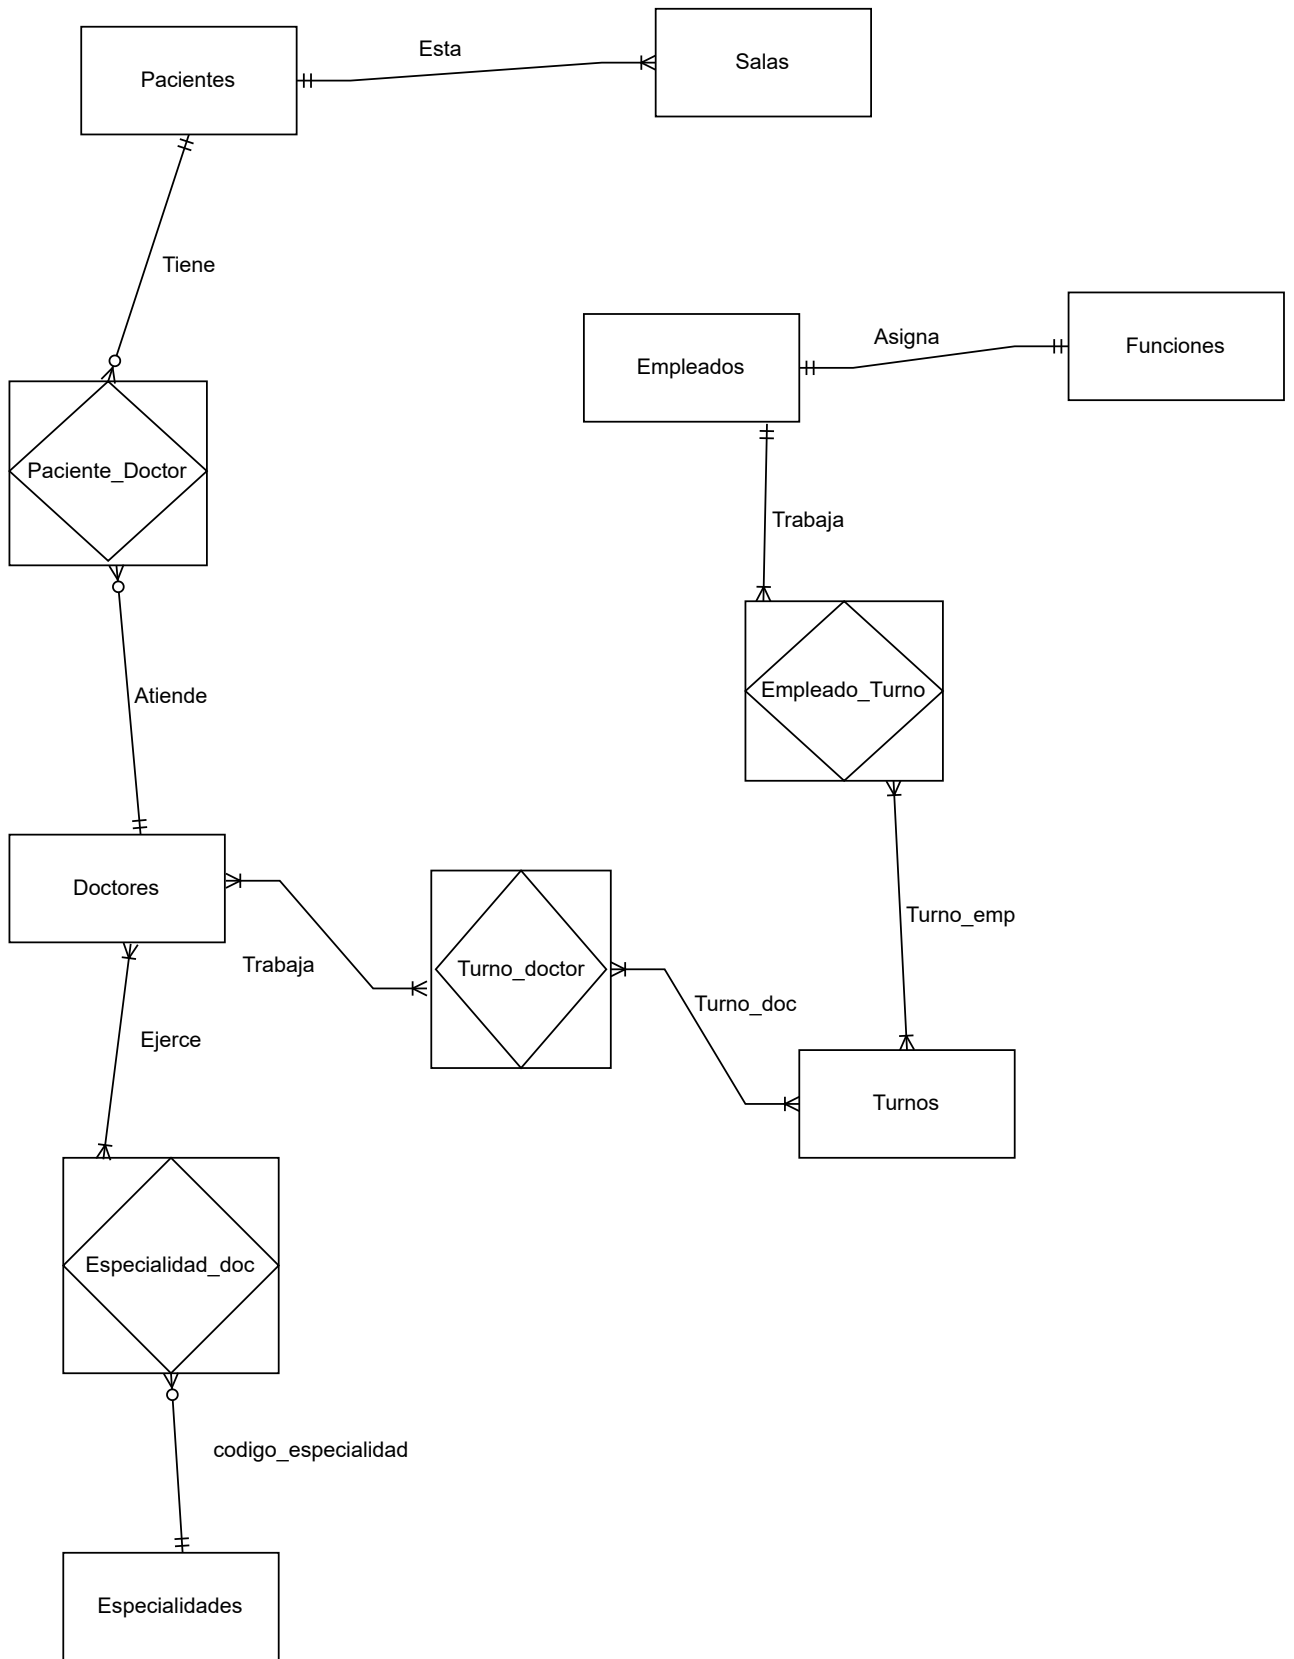 Esta
Pacientes
Salas
Tiene
Asigna
Empleados
Funciones
Paciente_Doctor
Trabaja
Atiende
Empleado_Turno
Doctores
Turno_emp
Trabaja
Turno_doctor
Turno_doc
Ejerce
Turnos
Especialidad_doc
codigo_especialidad
Especialidades